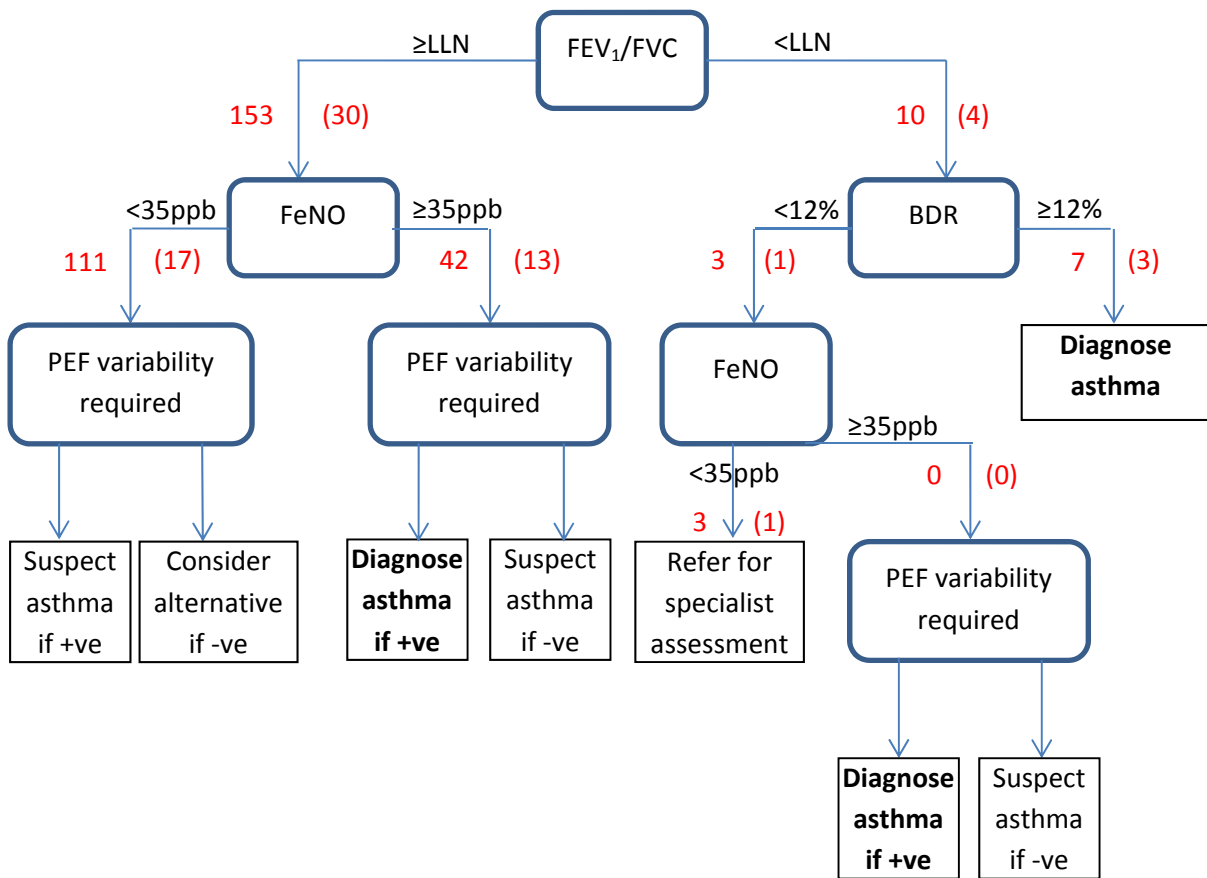 ≥LLN
FEV₁/FVC
<LLN
153 (30)
10 (4)
<35ppb
FeNO
≥35ppb
<12%
BDR
≥12%
111 (17)
42 (13)
3 (1)
7 (3)
PEF variability
required
PEF variability
required
FeNO
Diagnose
asthma
≥35ppb
<35ppb
0 (0)
3 (1)
Suspect
asthma
if +ve
Consider
alternative
if -ve
Diagnose
asthma
if +ve
Suspect
asthma
if -ve
Refer for
specialist
assessment
PEF variability
required
Diagnose
asthma
if +ve
Suspect
asthma
if -ve